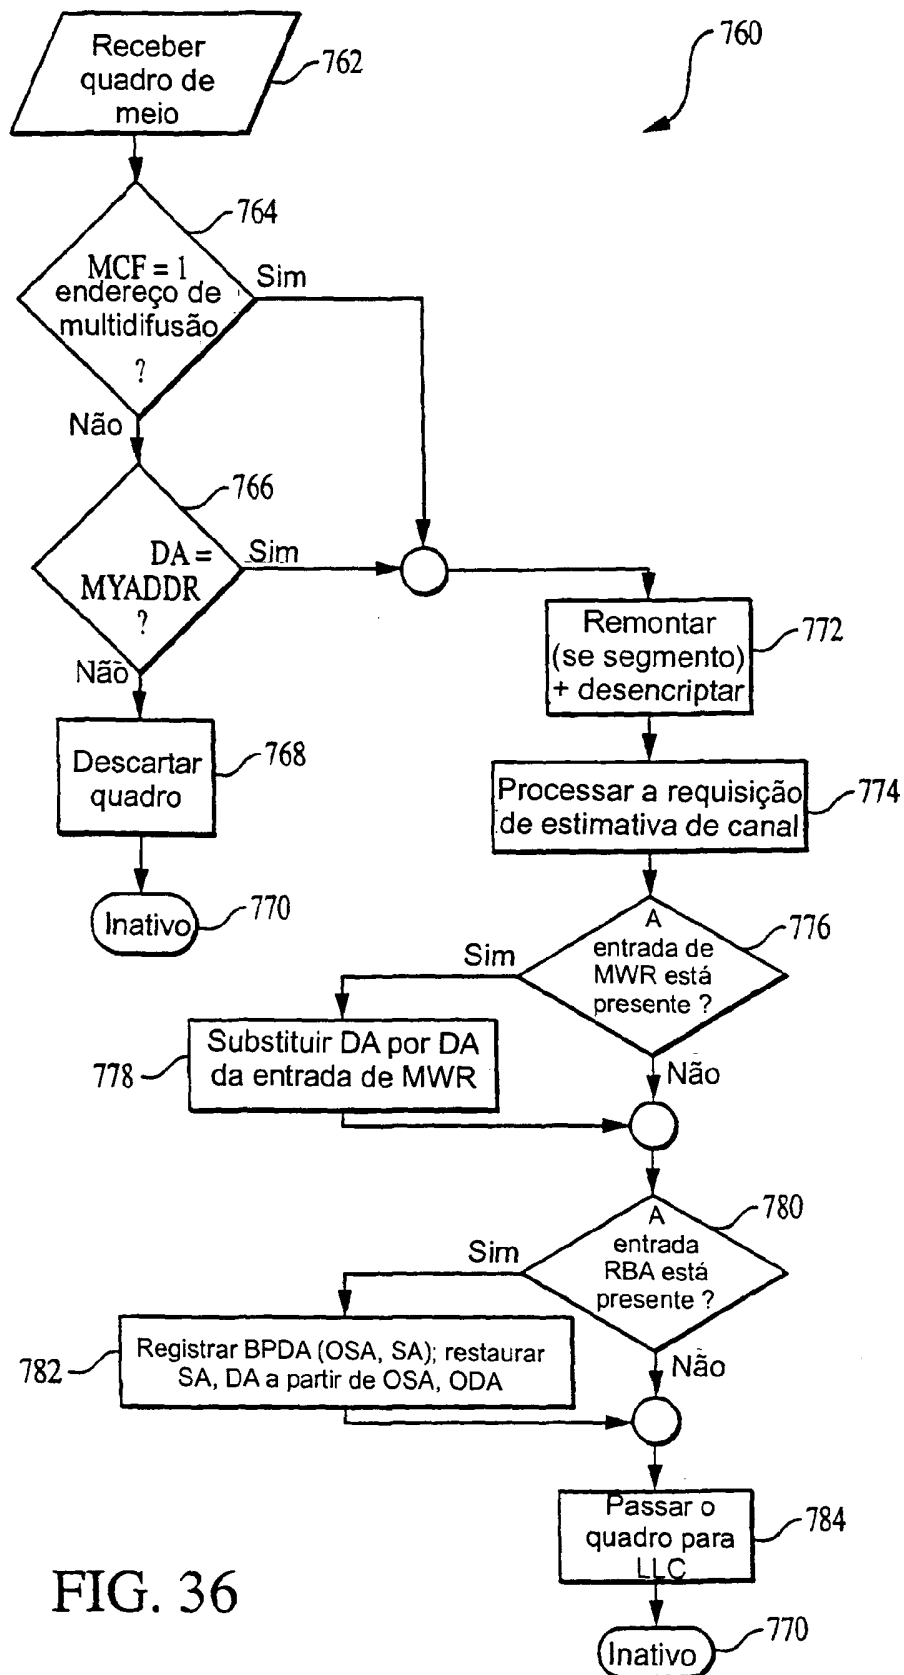 760
Receber
quadro de
meio
762
764
MCF = 1
endereço de
multidifusão
?
Sim
Não
766
DA =
MYADDR
?
Sim
Não
Descartar
quadro
768
Inativo
770
Remontar
(se segmento)
+ desencriptar
772
Processar a requisição
de estimativa de canal
774
A
entrada de
MWR está
presente ?
776
Sim
Substituir DA por DA
da entrada de MWR
778
Não
A
entrada
RBA está
presente ?
780
Sim
Registrar BPDA (OSA, SA); restaurar
SA, DA a partir de OSA, ODA
782
Não
Passar o
quadro para
LLC
784
Inativo
770
FIG. 36